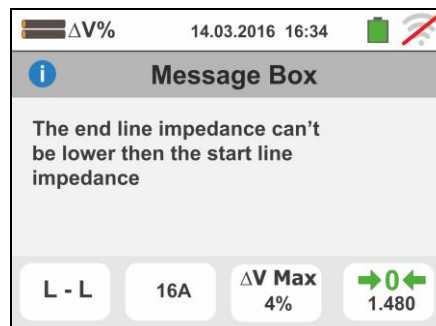 ΔV% 14.03.2016 16:34
i Message Box
The end line impedance can't
be lower then the start line
impedance
L - L
16A
ΔV Max
4%
→0←
1.480